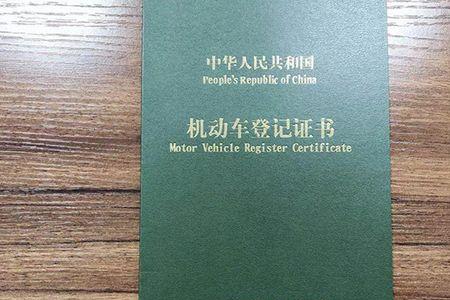 中华人民共和国
People's Republic of China
机动车登记证书
Motor Vehicle Register Certificate